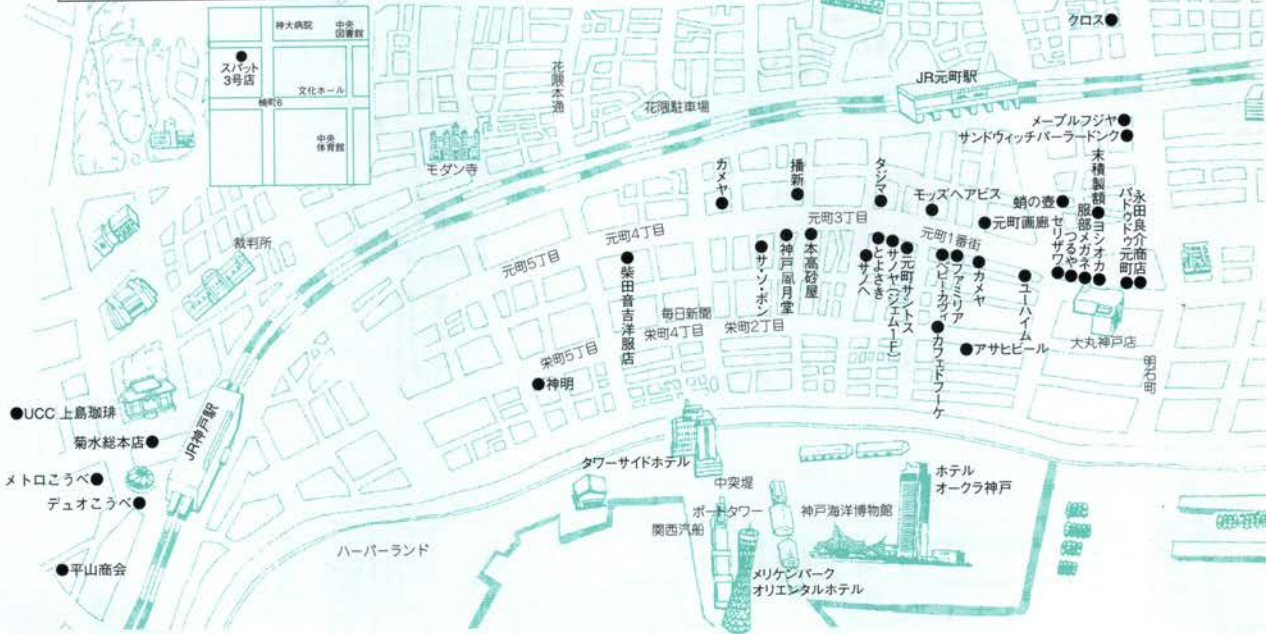 神大病院
中央
図書館
スパット
3号店
文化ホール
楠町6
中央
体育館
花隈本通
花隈駐車場
モダン寺
クロス
JR元町駅
メープルフジヤ
サンドウィッチパーラードンク
カメヤ
播新
タジマ
モッズヘアビス
蛸の壺
末積製額
元町画廊
セリザワ
つるや
服部メガネ
ヨシオカ
パドゥドゥ元町
永田良介商店
元町3丁目
元町1番街
元町4丁目
元町5丁目
裁判所
柴田音吉洋服店
サ・ソ・ボン
神戸凮月堂
本高砂屋
サノヘ
とよさき
サノヤ(ジェム1F)
元町サントス
ベビー・カヴィ
ファミリア
カメヤ
ユーハイム
カフェドフーケ
アサヒビール
大丸神戸店
明石町
毎日新聞
栄町4丁目
栄町2丁目
栄町5丁目
神明
UCC 上島珈琲
菊水総本店
JR神戸駅
メトロこうべ
デュオこうべ
平山商会
ハーバーランド
タワーサイドホテル
中突堤
ポートタワー
関西汽船
神戸海洋博物館
ホテル
オークラ神戸
メリケンパーク
オリエンタルホテル